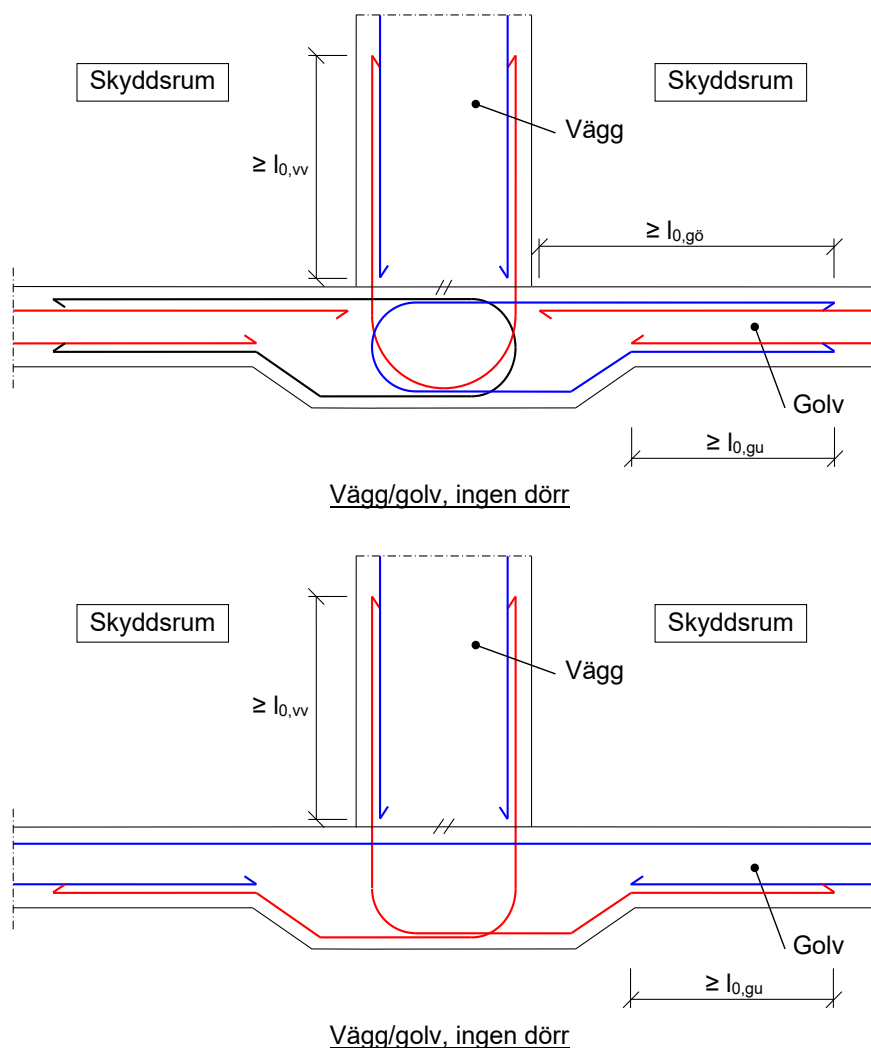 Skyddsrum
Skyddsrum
Vägg
≥ l0,vv
≥ l0,gö
Golv
≥ l0,gu
Vägg/golv, ingen dörr
Skyddsrum
Skyddsrum
Vägg
≥ l0,vv
Golv
≥ l0,gu
Vägg/golv, ingen dörr